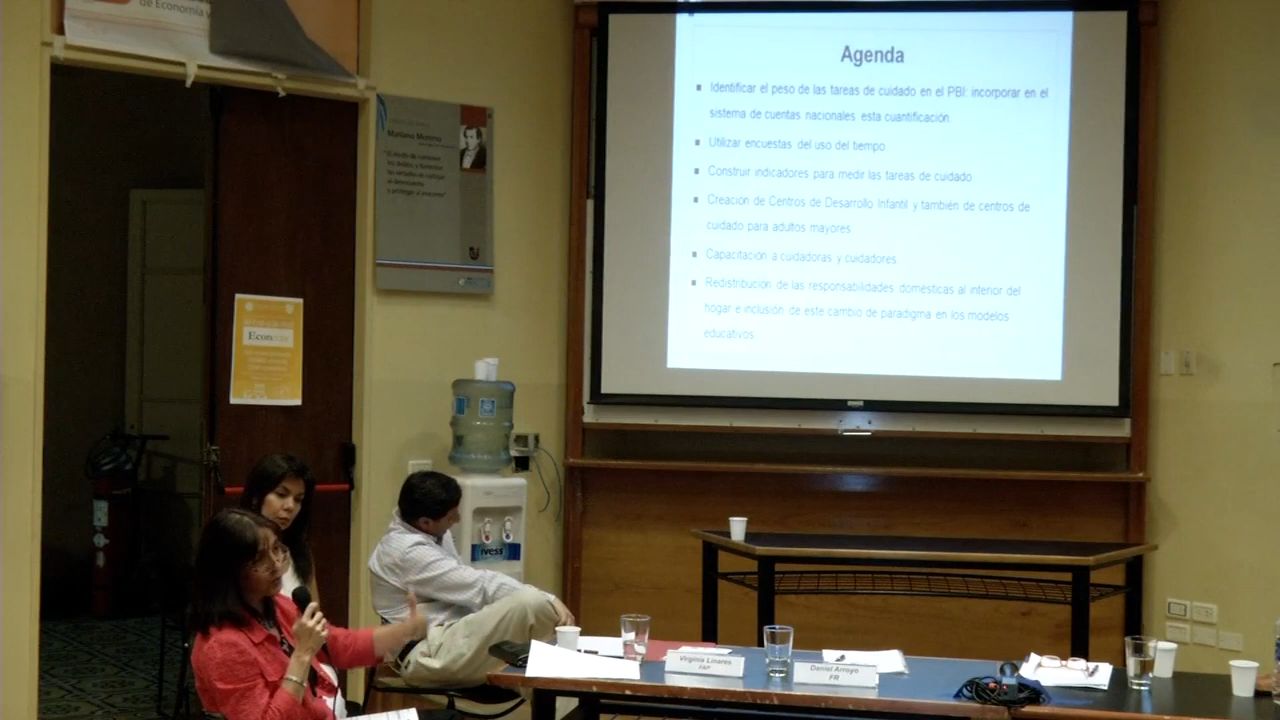 de Economía y
Mariano Moreno
Econ
Agenda
Identificar el peso de las tareas de cuidado en el PBI: incorporar en el
sistema de cuentas nacionales esta cuantificación
Utilizar encuestas del uso del tiempo
Construir indicadores para medir las tareas de cuidado
Creación de Centros de Desarrollo Infantil y también de centros de
cuidado para adultos mayores
Capacitación a cuidadoras y cuidadores.
Redistribución de las responsabilidades domésticas al interior del
hogar e inclusión de este cambio de paradigma en los modelos
educativos
ivess
Virginia Linares
FAP
Daniel Arroyo
FR